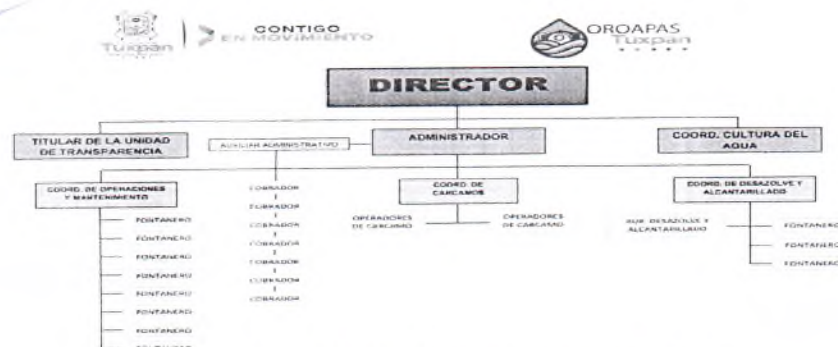 Tuxpan
CONTIGO
EN MOVIMIENTO
OROAPAS
Tuxpan
DIRECTOR
TITULAR DE LA UNIDAD
DE TRANSPARENCIA
AUXILIAR ADMINISTRATIVO
ADMINISTRADOR
COORD. CULTURA DEL
AGUA
COORD. DE OPERACIONES
Y MANTENIMIENTO
COBRADOR
COBRADOR
COBRADOR
COBRADOR
COBRADOR
COBRADOR
COBRADOR
COORD. DE
CARCAMOS
OPERADORES
DE CARCAMO
OPERADORES
DE CARCAMO
COORD. DE DESAZOLVE Y
ALCANTARILLADO
AUX. DESAZOLVE Y
ALCANTARILLADO
FONTANERO
FONTANERO
FONTANERO
FONTANERO
FONTANERO
FONTANERO
FONTANERO
FONTANERO
FONTANERO
FONTANERO